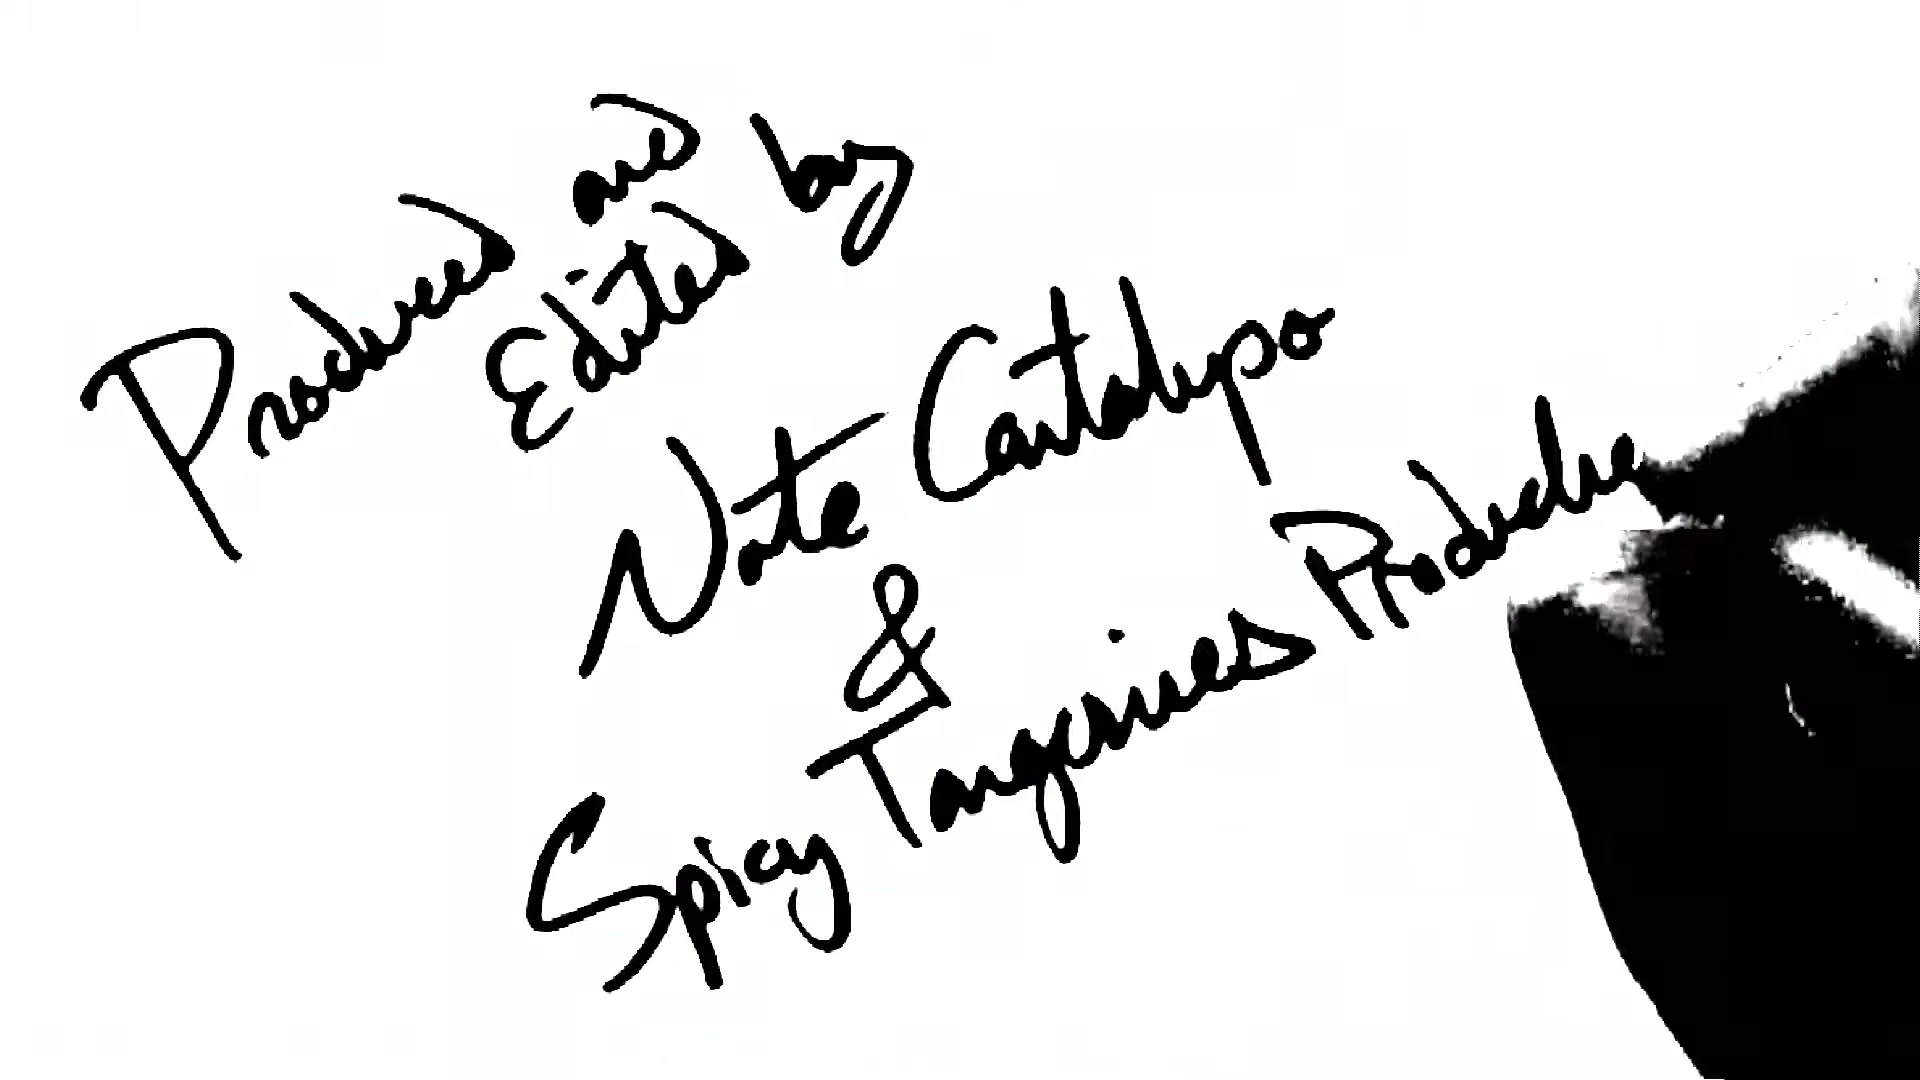 Produced and
Edited by
Nate Cantalupo
&
Spicy Tangerines